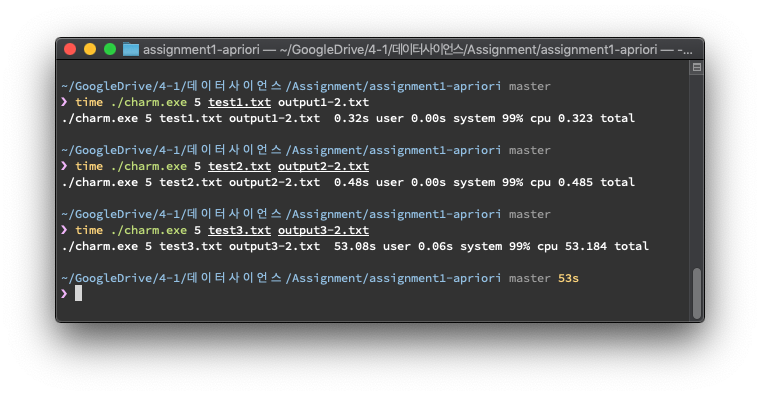 assignment1-apriori — ~/GoogleDrive/4-1/데이터사이언스/Assignment/assignment1-apriori — -...
~/GoogleDrive/4-1/데이터사이언스/Assignment/assignment1-apriori master
❯ time ./charm.exe 5 test1.txt output1-2.txt
./charm.exe 5 test1.txt output1-2.txt  0.32s user 0.00s system 99% cpu 0.323 total
~/GoogleDrive/4-1/데이터사이언스/Assignment/assignment1-apriori master
❯ time ./charm.exe 5 test2.txt output2-2.txt
./charm.exe 5 test2.txt output2-2.txt  0.48s user 0.00s system 99% cpu 0.485 total
~/GoogleDrive/4-1/데이터사이언스/Assignment/assignment1-apriori master
❯ time ./charm.exe 5 test3.txt output3-2.txt
./charm.exe 5 test3.txt output3-2.txt  53.08s user 0.06s system 99% cpu 53.184 total
~/GoogleDrive/4-1/데이터사이언스/Assignment/assignment1-apriori master 53s
❯